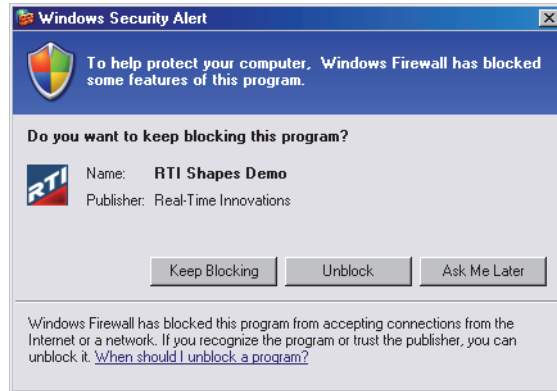 Windows Security Alert
To help protect your computer, Windows Firewall has blocked
some features of this program.
Do you want to keep blocking this program?
RTI
Name: RTI Shapes Demo
Publisher: Real-Time Innovations
Keep Blocking Unblock Ask Me Later
Windows Firewall has blocked this program from accepting connections from the
Internet or a network. If you recognize the program or trust the publisher, you can
unblock it. When should I unblock a program?